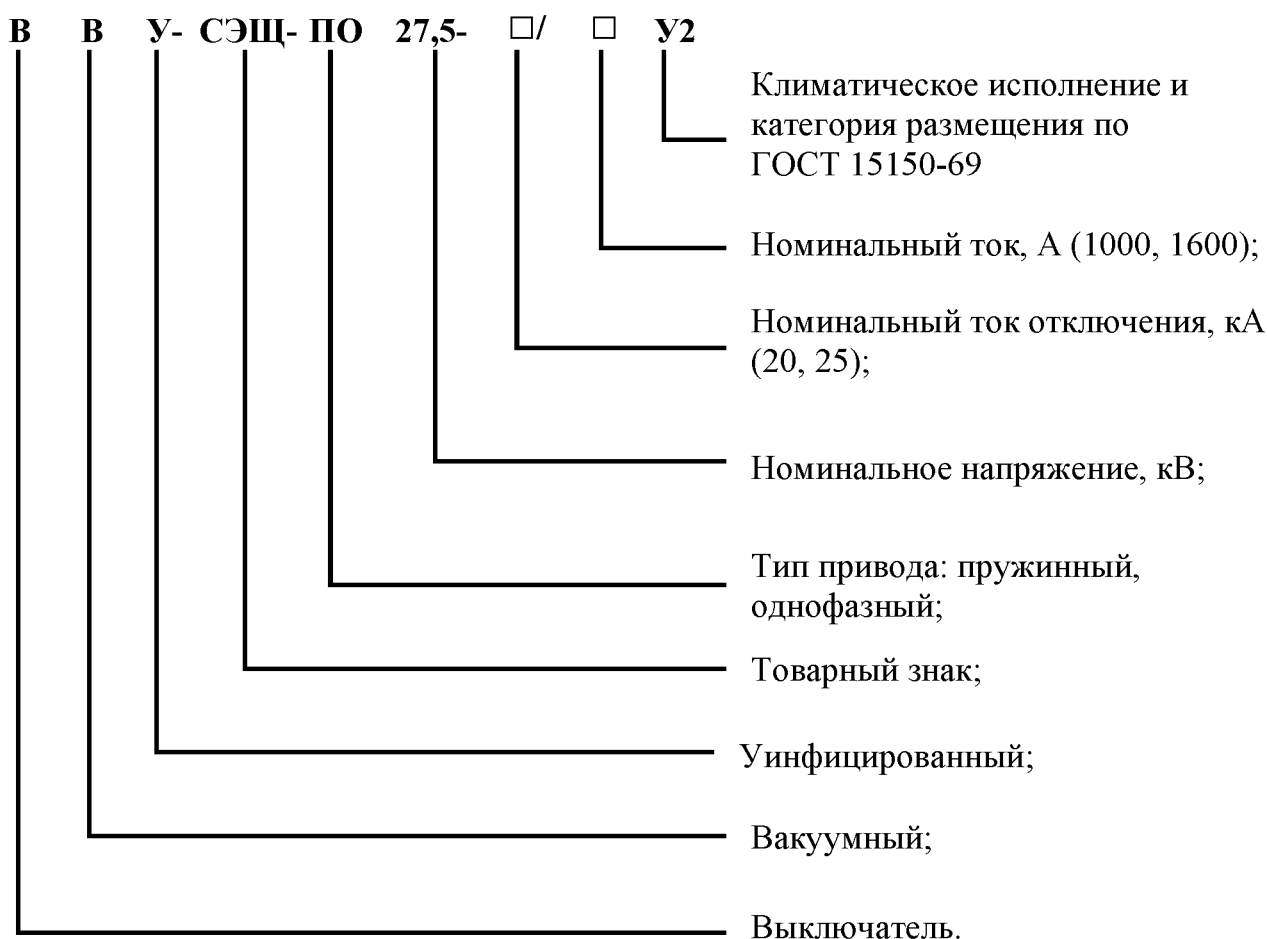 В В У- СЭЩ- ПО 27,5- □/ □ У2
Климатическое исполнение и
категория размещения по
ГОСТ 15150-69
Номинальный ток, А (1000, 1600);
Номинальный ток отключения, кА
(20, 25);
Номинальное напряжение, кВ;
Тип привода: пружинный,
однофазный;
Товарный знак;
Уинфицированный;
Вакуумный;
Выключатель.